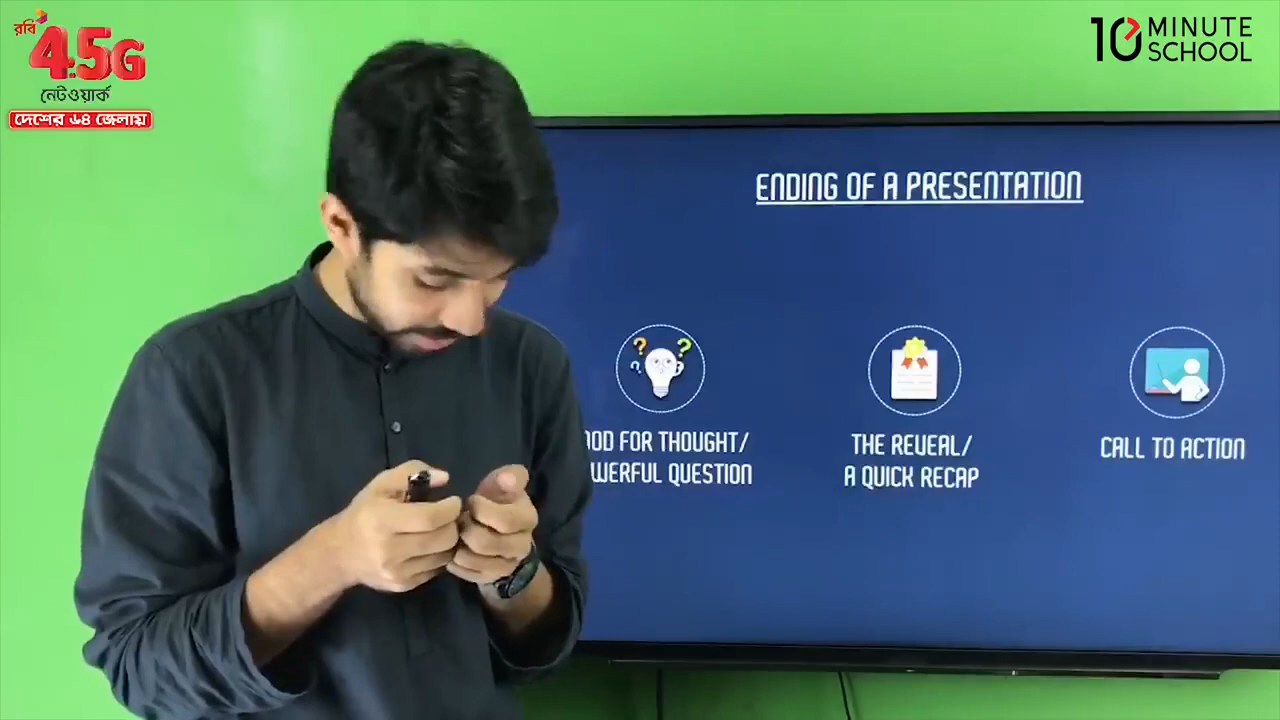 রবি
4.5G
নেটওয়ার্ক
দেশের ৬৪ জেলায়
10 MINUTE
SCHOOL
ENDING OF A PRESENTATION
OOD FOR THOUGHT/
WERFUL QUESTION
THE REVEAL/
A QUICK RECAP
CALL TO ACTION